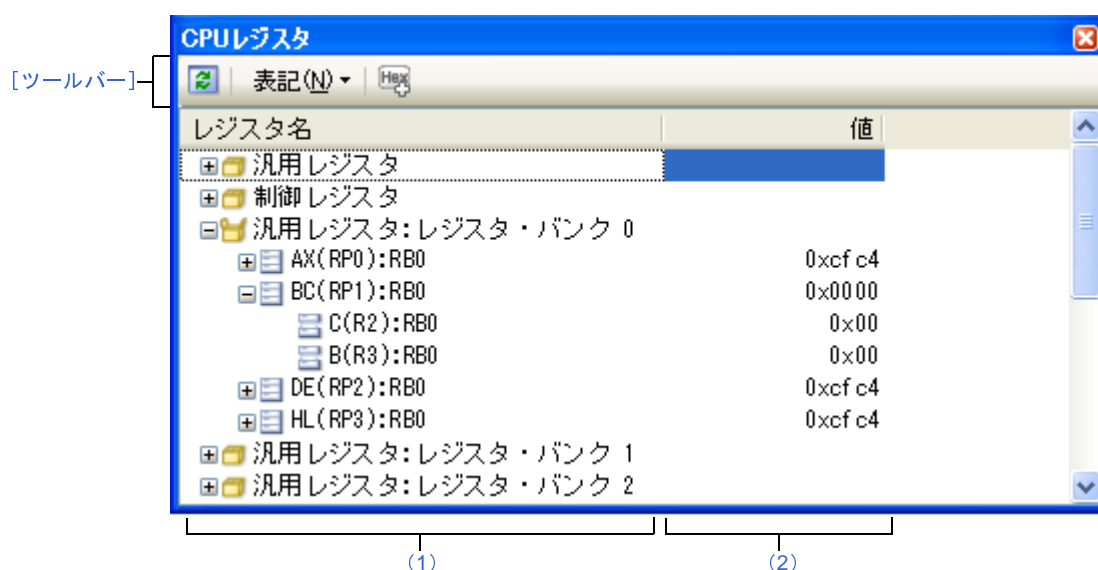 CPUレジスタ
[ツールバー]
表記(N)
Hex
レジスタ名 値
汎用レジスタ
制御レジスタ
汎用レジスタ:レジスタ・バンク 0
AX(RP0):RB0 0xcfc4
BC(RP1):RB0 0x0000
C(R2):RB0 0x00
B(R3):RB0 0x00
DE(RP2):RB0 0xcfc4
HL(RP3):RB0 0xcfc4
汎用レジスタ:レジスタ・バンク 1
汎用レジスタ:レジスタ・バンク 2
(1) (2)